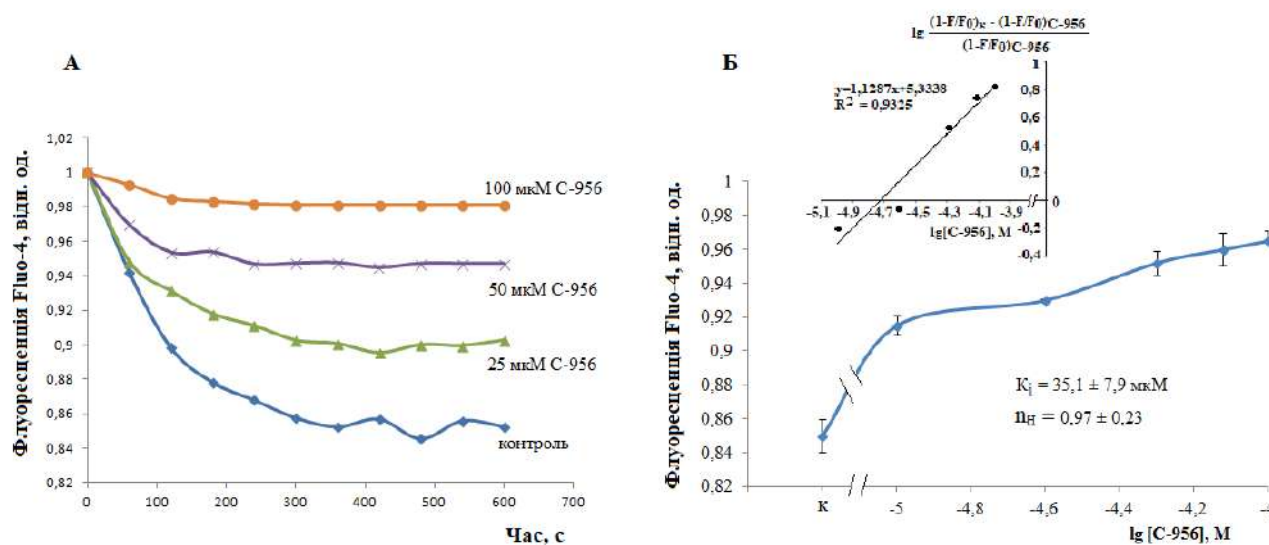 А
Флуоресценція Fluo-4, відн. од.
1,02
1
0,98
0,96
0,94
0,92
0,9
0,88
0,86
0,84
0,82
0 100 200 300 400 500 600 700
Час, с
100 мкМ С-956
50 мкМ С-956
25 мкМ С-956
контроль
Б
Флуоресценція Fluo-4, відн. од.
1
0,98
0,96
0,94
0,92
0,9
0,88
0,86
0,84
0,82
К -5 -4,6 -4,4 -4,2 -4
lg [C-956], M
Ki = 35,1 ± 7,9 мкМ
nH = 0,97 ± 0,23
lg (1-F/F0)к - (1-F/F0)С-956
(1-F/F0)С-956
y=1,1287x+5,3338
R2 = 0,9325
1
0,8
0,6
0,4
0,2
0
-0,2
-0,4
-5,1 -4,9 -4,7 -4,5 -4,3 -4,1 -3,9
lg[C-956], M